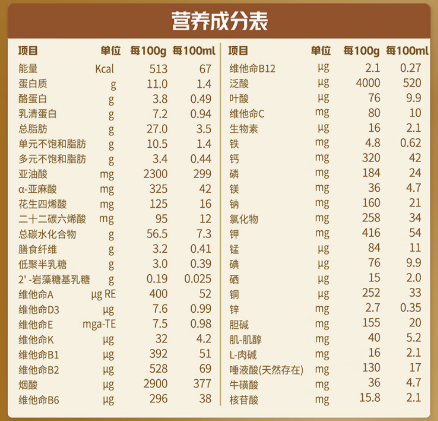 营养成分表
项目 单位 每100g 每100ml
能量 Kcal 513 67
蛋白质 g 11.0 1.4
酪蛋白 g 3.8 0.49
乳清蛋白 g 7.2 0.94
总脂肪 g 27.0 3.5
单元不饱和脂肪 g 10.5 1.4
多元不饱和脂肪 g 3.4 0.44
亚油酸 mg 2300 299
α-亚麻酸 mg 325 42
花生四烯酸 mg 125 16
二十二碳六烯酸 mg 95 12
总碳水化合物 g 56.5 7.3
膳食纤维 g 3.2 0.41
低聚半乳糖 g 3.0 0.39
2'-岩藻糖基乳糖 g 0.19 0.025
维他命A μg RE 400 52
维他命D3 μg 7.6 0.99
维他命E mga-TE 7.5 0.98
维他命K μg 32 4.2
维他命B1 μg 392 51
维他命B2 μg 528 69
烟酸 μg 2900 377
维他命B6 μg 296 38
项目 单位 每100g 每100ml
维他命B12 μg 2.1 0.27
泛酸 μg 4000 520
叶酸 μg 76 9.9
维他命C mg 80 10
生物素 μg 16 2.1
铁 mg 4.8 0.62
钙 mg 320 42
磷 mg 184 24
镁 mg 36 4.7
钠 mg 160 21
氯化物 mg 258 34
钾 mg 416 54
锰 μg 84 11
碘 μg 76 9.9
硒 μg 15 2.0
铜 μg 252 33
锌 mg 2.7 0.35
胆碱 mg 155 20
肌-肌醇 mg 40 5.2
L-肉碱 mg 16 2.1
唾液酸(天然存在) mg 130 17
牛磺酸 mg 36 4.7
核苷酸 mg 15.8 2.1